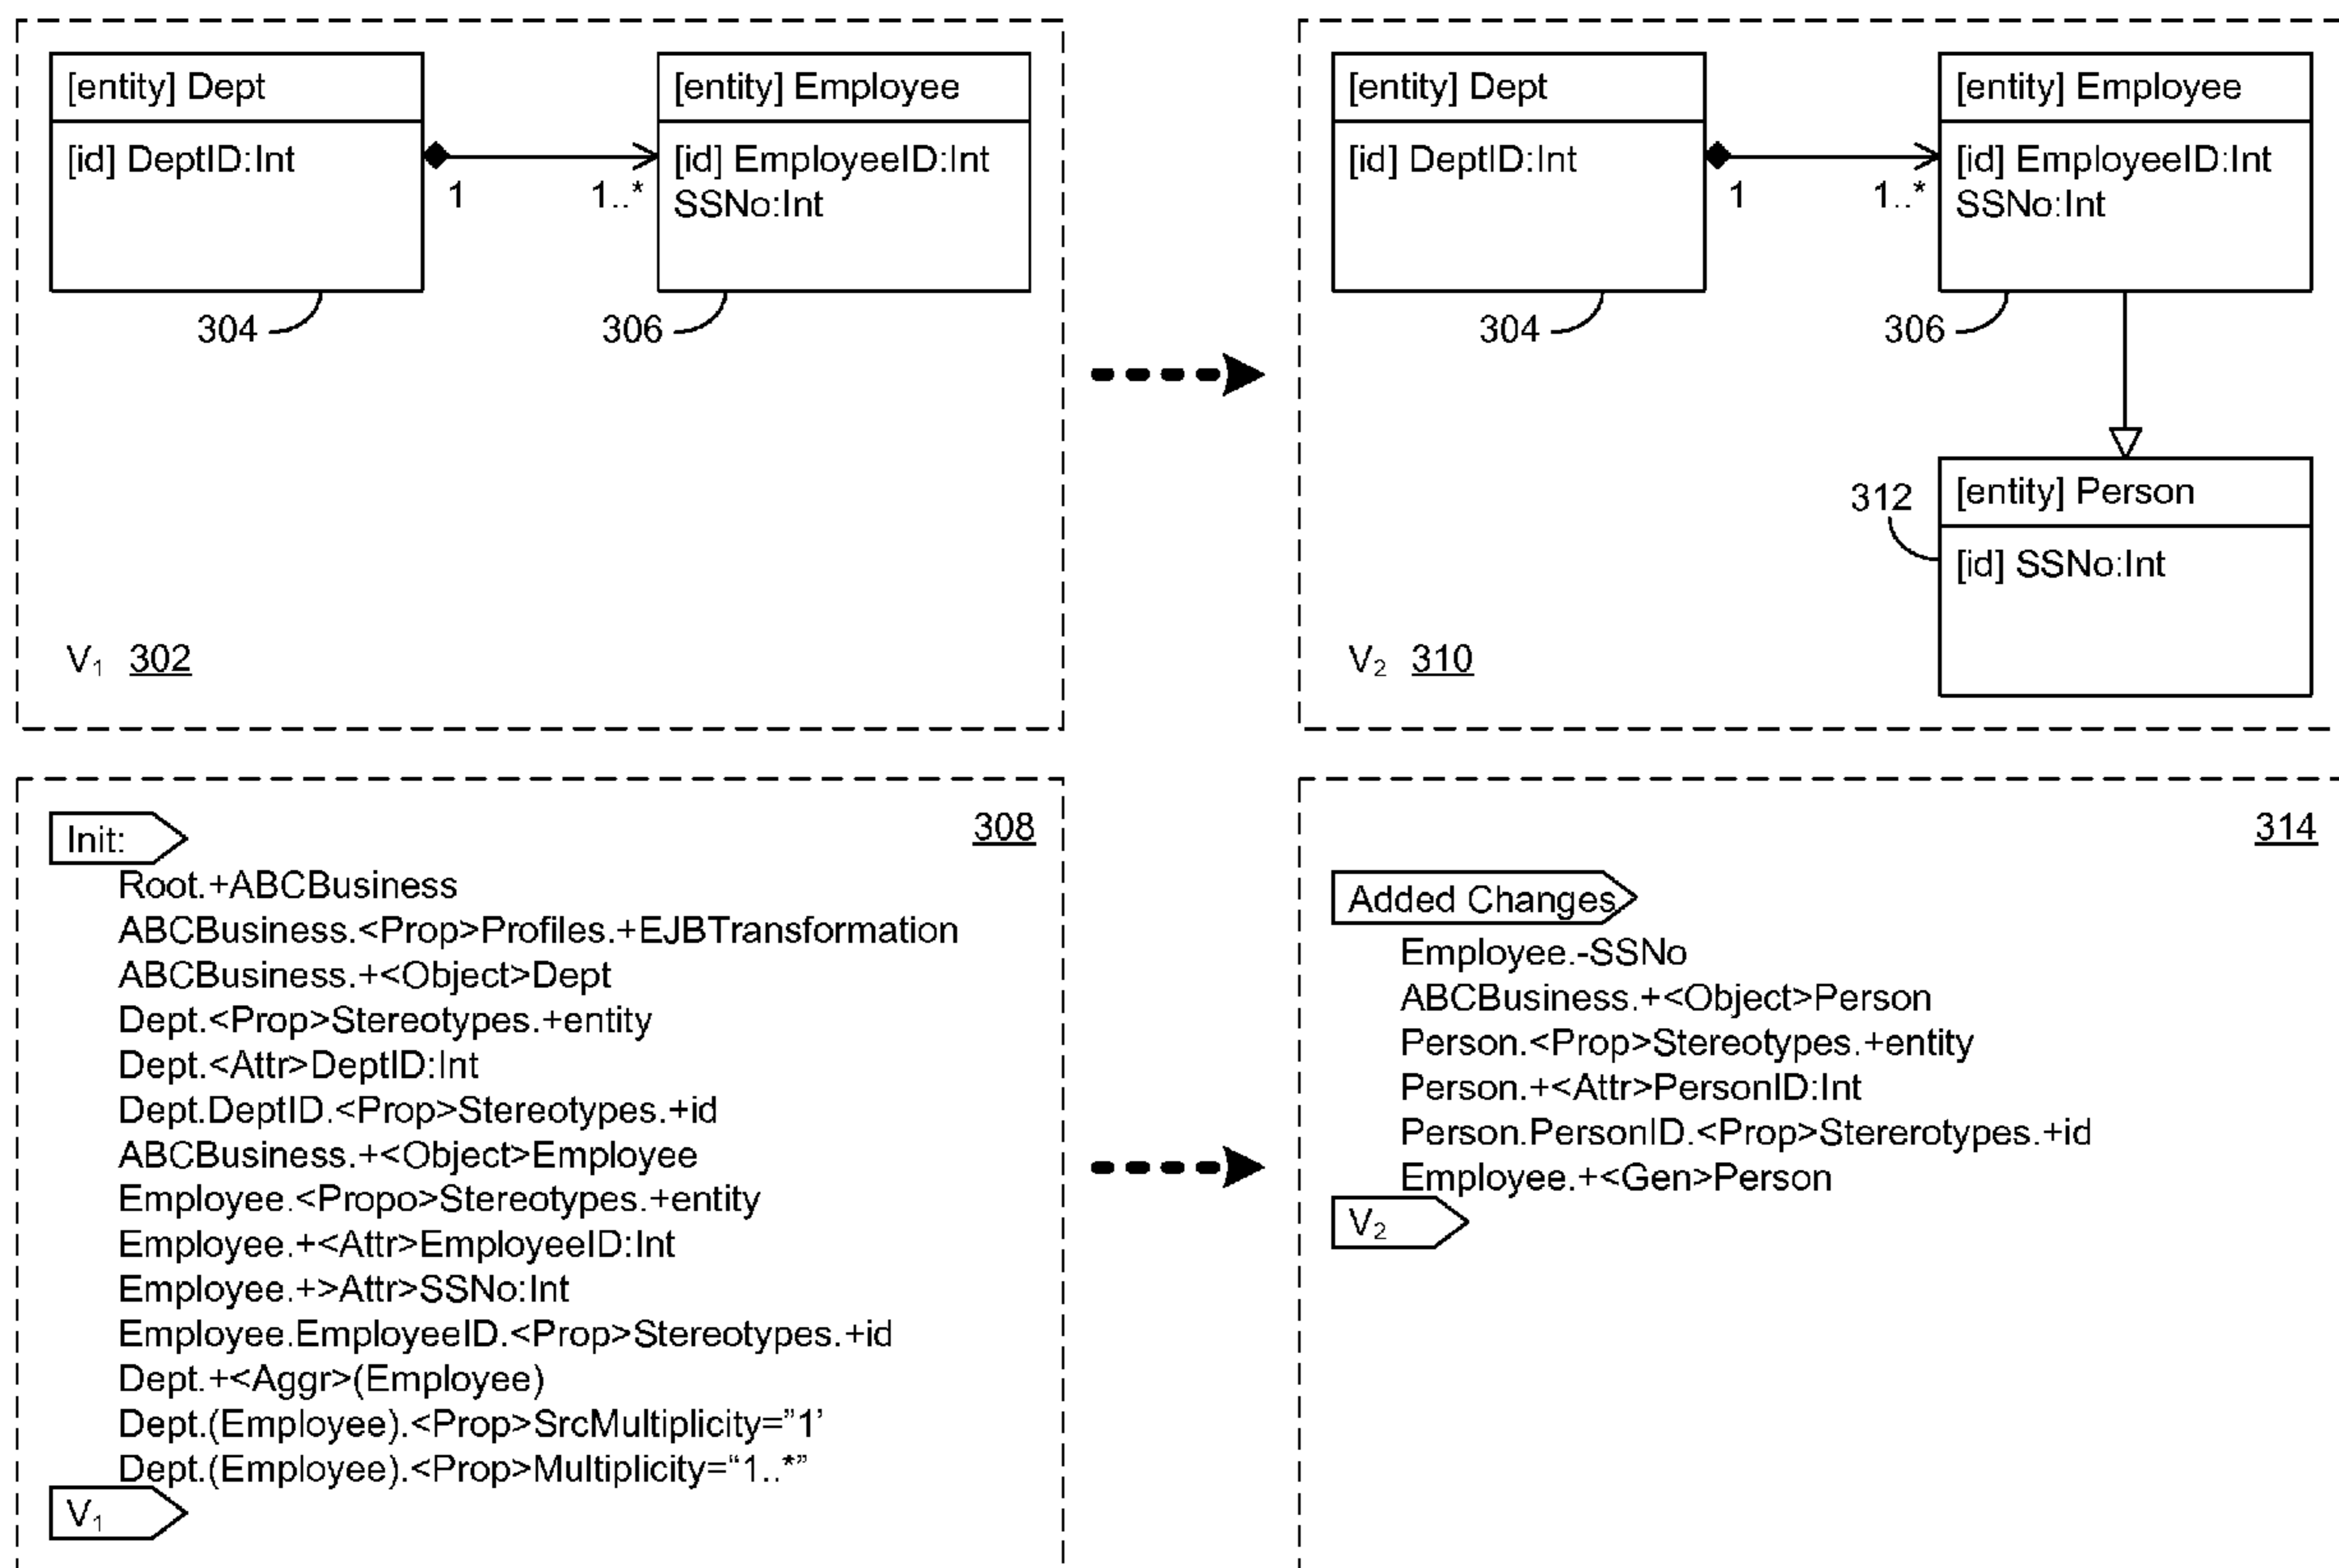 [entity] Dept
[id] DeptID:Int
1
1..*
[entity] Employee
[id] EmployeeID:Int
SSNo:Int
304
306
V₁ 302
[entity] Dept
[id] DeptID:Int
1
1..*
[entity] Employee
[id] EmployeeID:Int
SSNo:Int
304
306
312
[entity] Person
[id] SSNo:Int
V₂ 310
Init:
308
Root.+ABCBusiness
ABCBusiness.<Prop>Profiles.+EJBTransformation
ABCBusiness.+<Object>Dept
Dept.<Prop>Stereotypes.+entity
Dept.<Attr>DeptID:Int
Dept.DeptID.<Prop>Stereotypes.+id
ABCBusiness.+<Object>Employee
Employee.<Propo>Stereotypes.+entity
Employee.+<Attr>EmployeeID:Int
Employee.+>Attr>SSNo:Int
Employee.EmployeeID.<Prop>Stereotypes.+id
Dept.+<Aggr>(Employee)
Dept.(Employee).<Prop>SrcMultiplicity=”1’
Dept.(Employee).<Prop>Multiplicity=“1..*”
V₁
314
Added Changes
Employee.-SSNo
ABCBusiness.+<Object>Person
Person.<Prop>Stereotypes.+entity
Person.+<Attr>PersonID:Int
Person.PersonID.<Prop>Stererotypes.+id
Employee.+<Gen>Person
V₂